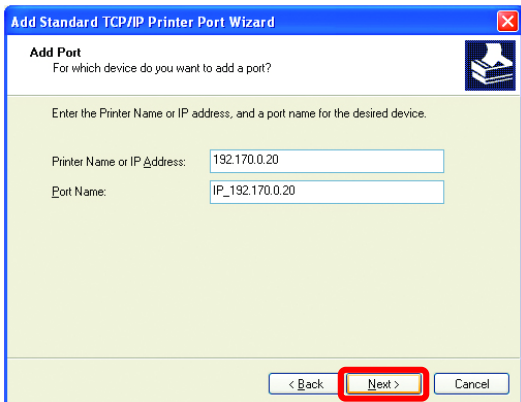 Add Standard TCP/IP Printer Port Wizard
Add Port
For which device do you want to add a port?
Enter the Printer Name or IP address, and a port name for the desired device.
Printer Name or IP Address: 192.170.0.20
Port Name: IP_192.170.0.20
< Back Next > Cancel